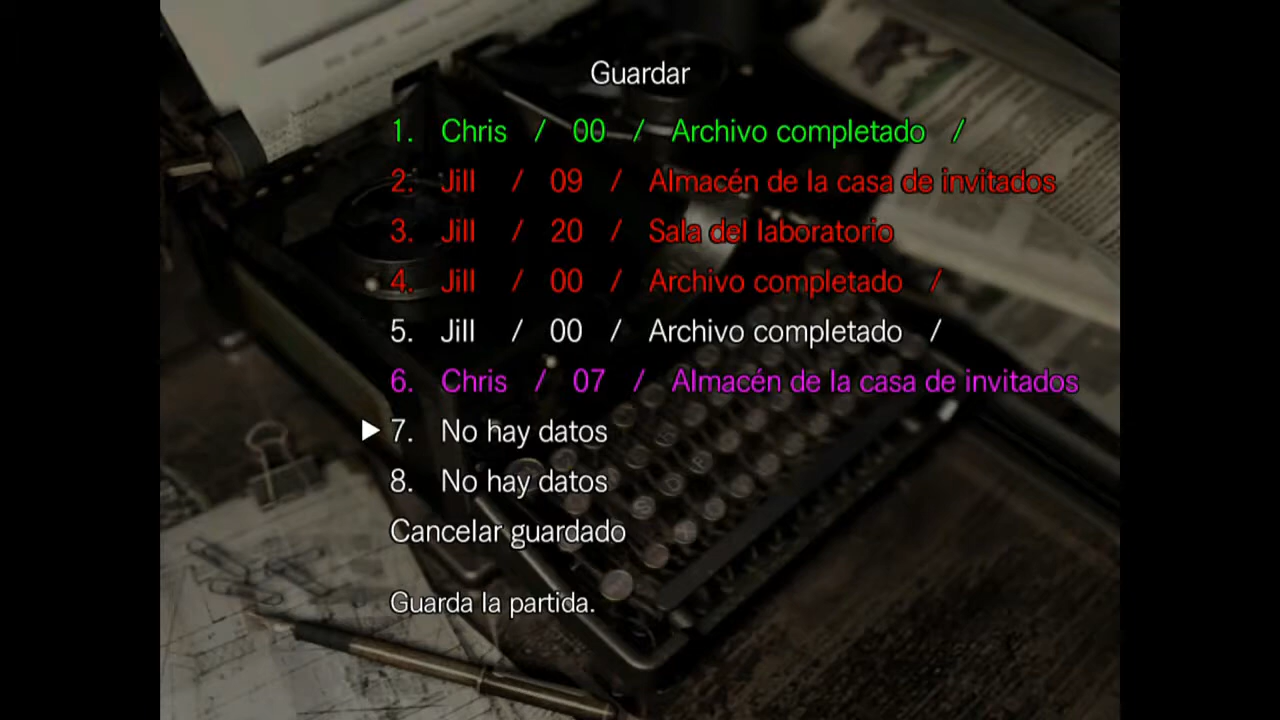 Guardar
1. Chris / 00 / Archivo completado /
2. Jill / 09 / Almacén de la casa de invitados
3. Jill / 20 / Sala del laboratorio
4. Jill / 00 / Archivo completado /
5. Jill / 00 / Archivo completado /
6. Chris / 07 / Almacén de la casa de invitados
7. No hay datos
8. No hay datos
Cancelar guardado
Guarda la partida.